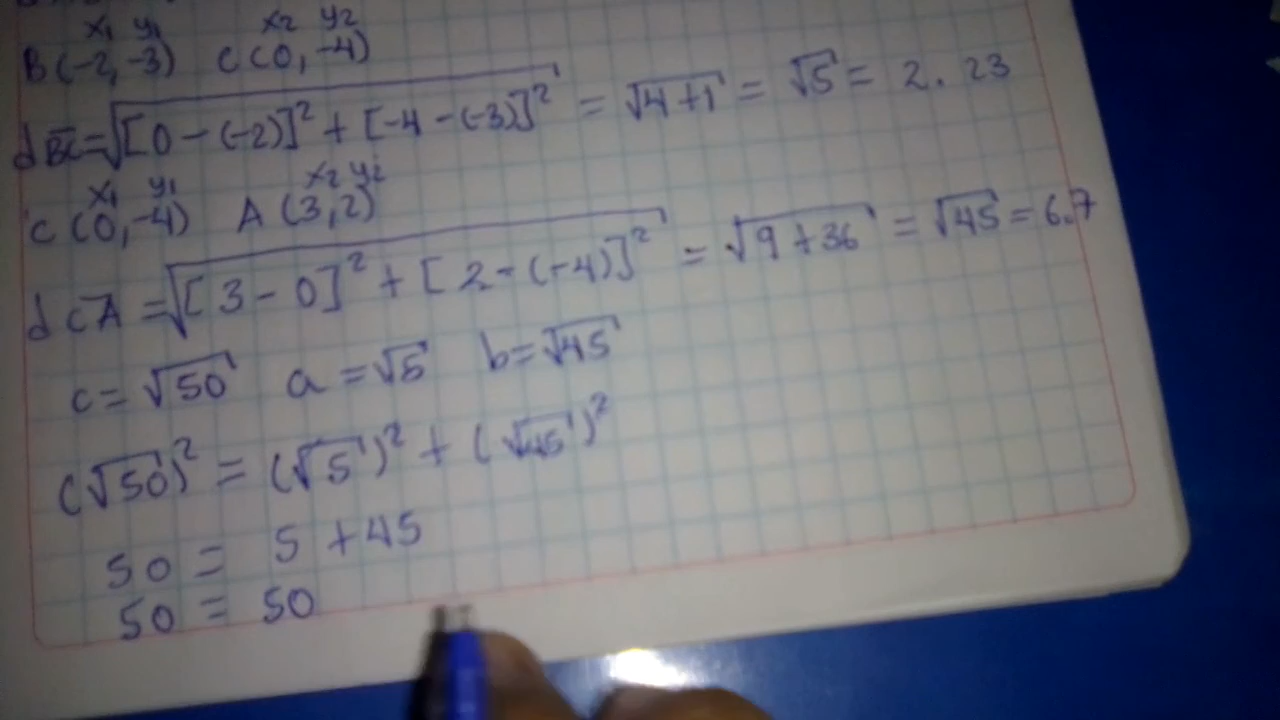 x₁ y₁ x₂ y₂
B(-2, -3) C(0, -4)
d BC = √[0 - (-2)]² + [-4 - (-3)]² = √4+1 = √5 = 2.23
x₁ y₁ x₂ y₂
C(0, -4) A(3, 2)
d CA = √[3 - 0]² + [2 - (-4)]² = √9+36 = √45 = 6.7
c = √50 a = √5 b = √45
(√50)² = (√5)² + (√45)²
50 = 5 + 45
50 = 50